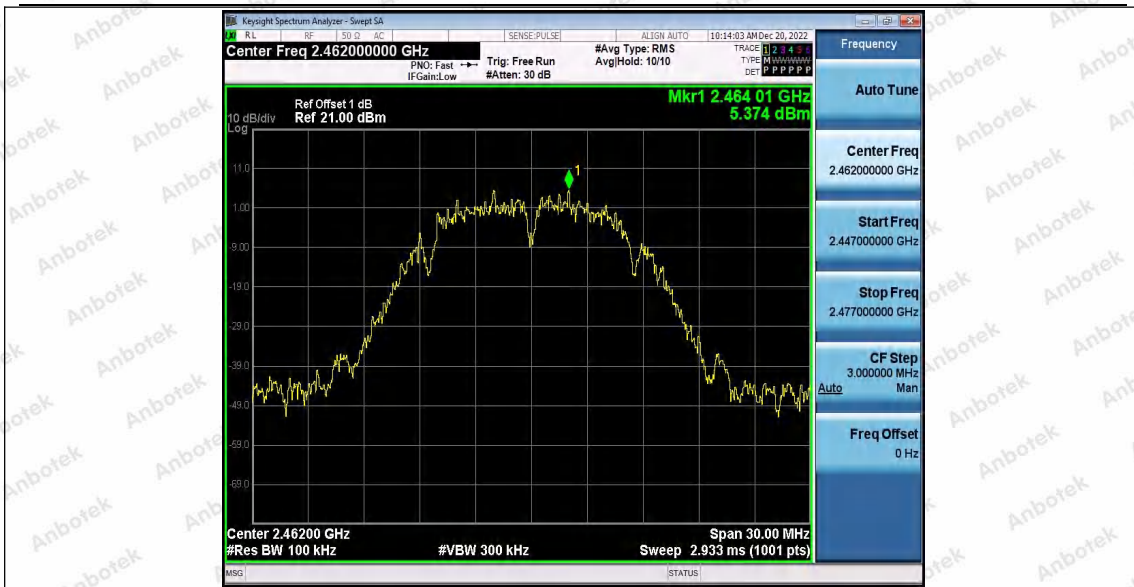 Keysight Spectrum Analyzer - Swept SA
LXI RL RF 50 Ω AC SENSE:PULSE ALIGN AUTO 10:14:03 AM Dec 20, 2022
Center Freq 2.462000000 GHz
PNO: Fast
IFGain:Low
Trig: Free Run
#Atten: 30 dB
#Avg Type: RMS
Avg|Hold: 10/10
TRACE 1 2 3 4 5 6
TYPE M W W W W W
DET P P P P P P
Frequency
Mkr1 2.464 01 GHz
5.374 dBm
Ref Offset 1 dB
10 dB/div Ref 21.00 dBm
Log
1
11.0
1.00
-9.00
-19.0
-29.0
-39.0
-49.0
-59.0
-69.0
Center 2.46200 GHz Span 30.00 MHz
#Res BW 100 kHz #VBW 300 kHz Sweep 2.933 ms (1001 pts)
MSG STATUS
Auto Tune
Center Freq
2.462000000 GHz
Start Freq
2.447000000 GHz
Stop Freq
2.477000000 GHz
CF Step
3.000000 MHz
Auto Man
Freq Offset
0 Hz
Anbotek